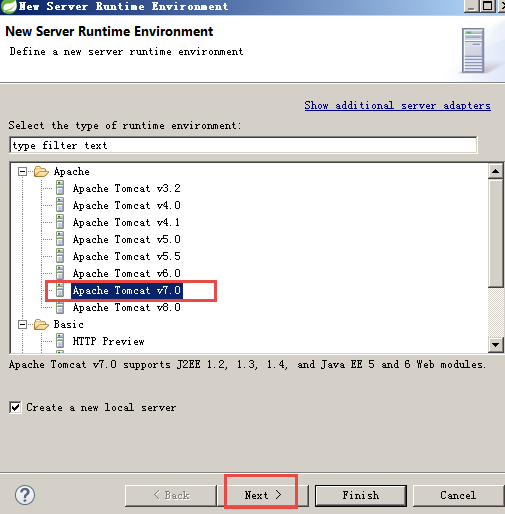 New Server Runtime Environment
New Server Runtime Environment
Define a new server runtime environment
Show additional server adapters
Select the type of runtime environment:
type filter text
Apache
Apache Tomcat v3.2
Apache Tomcat v4.0
Apache Tomcat v4.1
Apache Tomcat v5.0
Apache Tomcat v5.5
Apache Tomcat v6.0
Apache Tomcat v7.0
Apache Tomcat v8.0
Basic
HTTP Preview
Apache Tomcat v7.0 supports J2EE 1.2, 1.3, 1.4, and Java EE 5 and 6 Web modules.
Create a new local server
? < Back Next > Finish Cancel